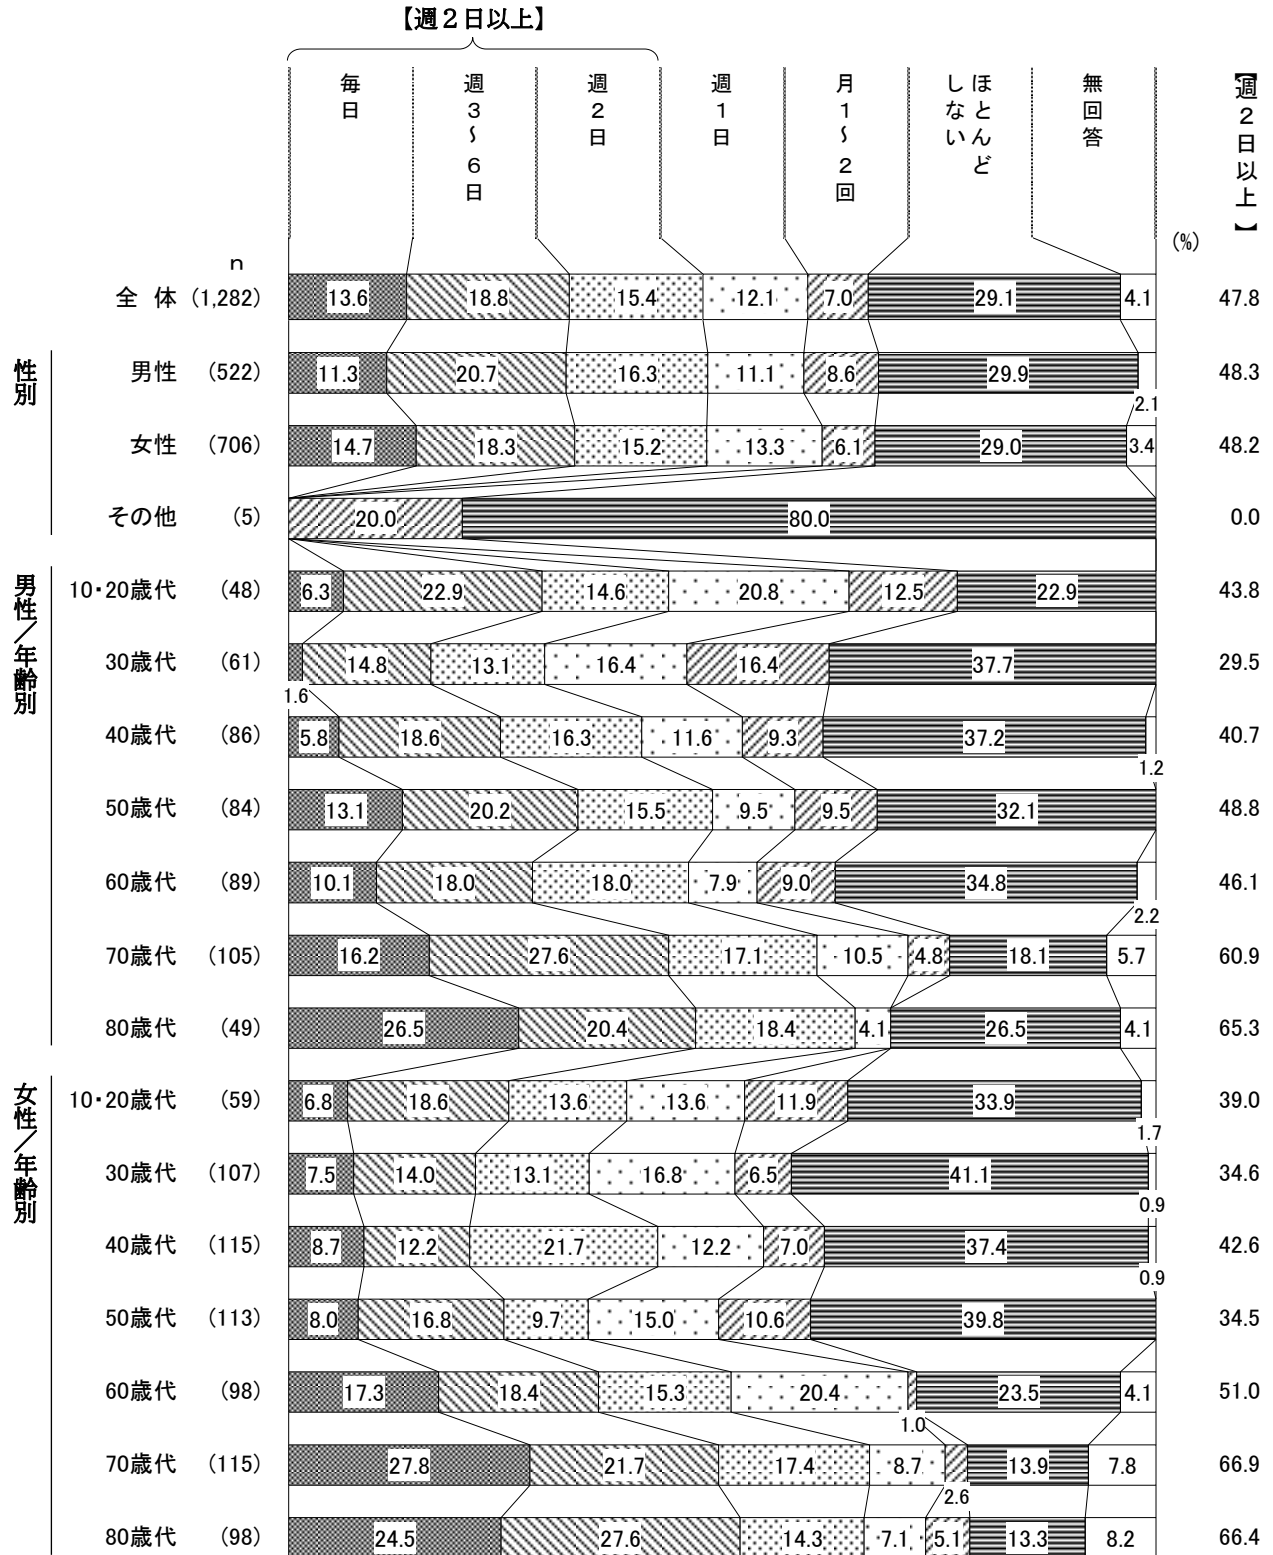 【週２日以上】
毎日
週３～６日
週２日
週１日
月１～２回
ほとんどしない
無回答
【週２日以上】
(%)
n
全 体 (1,282) 13.6 18.8 15.4 12.1 7.0 29.1 4.1 47.8
性別
男性 (522) 11.3 20.7 16.3 11.1 8.6 29.9 2.1 48.3
女性 (706) 14.7 18.3 15.2 13.3 6.1 29.0 3.4 48.2
その他 (5) 20.0 80.0 0.0
男性／年齢別
10・20歳代 (48) 6.3 22.9 14.6 20.8 12.5 22.9 43.8
30歳代 (61) 1.6 14.8 13.1 16.4 16.4 37.7 29.5
40歳代 (86) 5.8 18.6 16.3 11.6 9.3 37.2 1.2 40.7
50歳代 (84) 13.1 20.2 15.5 9.5 9.5 32.1 48.8
60歳代 (89) 10.1 18.0 18.0 7.9 9.0 34.8 2.2 46.1
70歳代 (105) 16.2 27.6 17.1 10.5 4.8 18.1 5.7 60.9
80歳代 (49) 26.5 20.4 18.4 4.1 26.5 4.1 65.3
女性／年齢別
10・20歳代 (59) 6.8 18.6 13.6 13.6 11.9 33.9 1.7 39.0
30歳代 (107) 7.5 14.0 13.1 16.8 6.5 41.1 0.9 34.6
40歳代 (115) 8.7 12.2 21.7 12.2 7.0 37.4 0.9 42.6
50歳代 (113) 8.0 16.8 9.7 15.0 10.6 39.8 34.5
60歳代 (98) 17.3 18.4 15.3 20.4 1.0 23.5 4.1 51.0
70歳代 (115) 27.8 21.7 17.4 8.7 2.6 13.9 7.8 66.9
80歳代 (98) 24.5 27.6 14.3 7.1 5.1 13.3 8.2 66.4